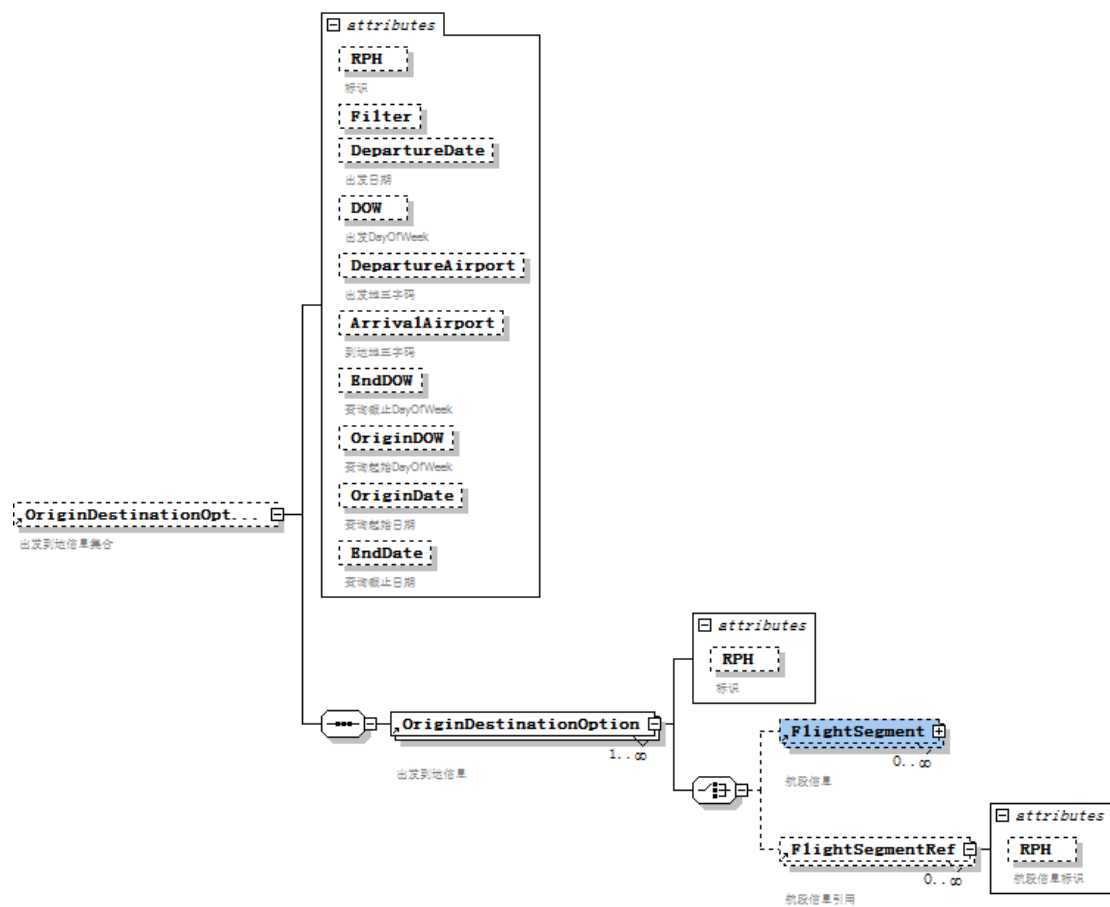 attributes
RPH
标识
Filter
DepartureDate
出发日期
DOW
出发DayOfWeek
DepartureAirport
出发地三字码
ArrivalAirport
到达地三字码
EndDOW
查询截止DayOfWeek
OriginDOW
查询起始DayOfWeek
OriginDate
查询起始日期
EndDate
查询截止日期
OriginDestinationOpt...
出发到达信息集合
OriginDestinationOption
1..∞
出发到达信息
attributes
RPH
标识
FlightSegment
0..∞
航段信息
FlightSegmentRef
0..∞
航段信息引用
attributes
RPH
航段信息标识